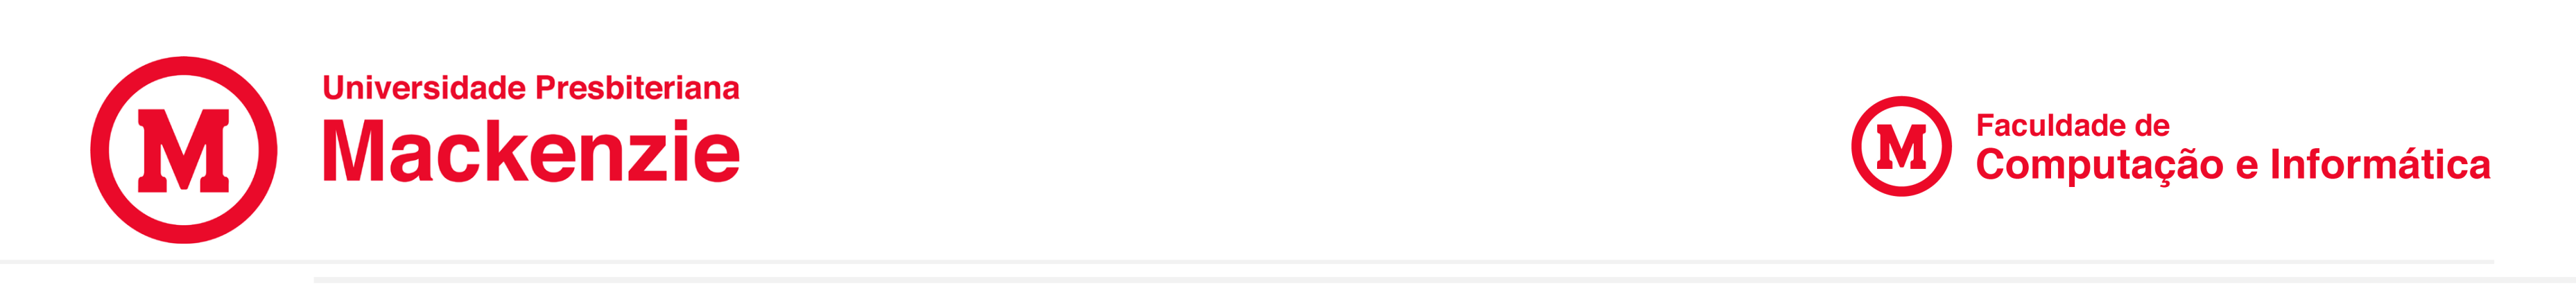 M
Universidade Presbiteriana
Mackenzie
M
Faculdade de
Computação e Informática